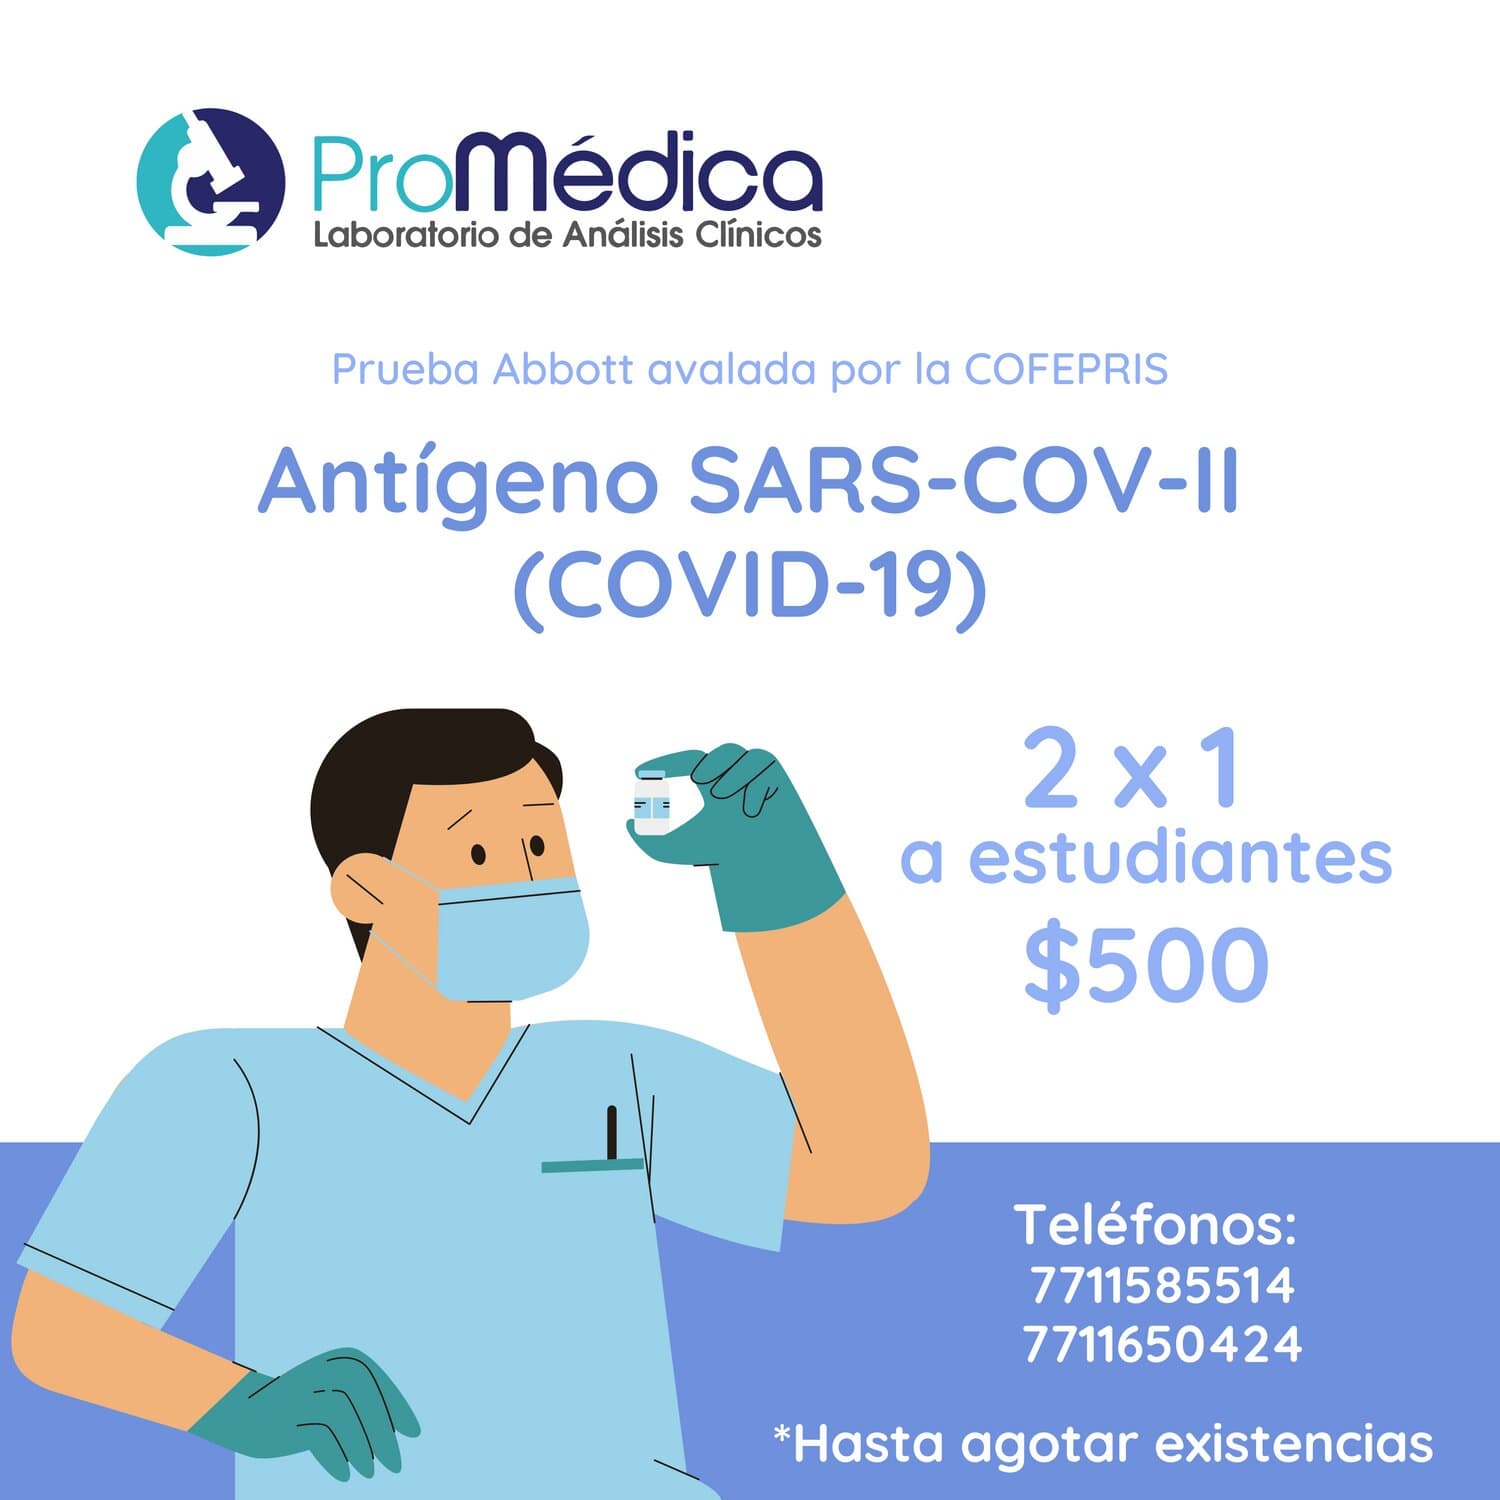 ProMédica
Laboratorio de Análisis Clínicos
Prueba Abbott avalada por la COFEPRIS
Antígeno SARS-COV-II
(COVID-19)
2 x 1
a estudiantes
$500
Teléfonos:
7711585514
7711650424
*Hasta agotar existencias